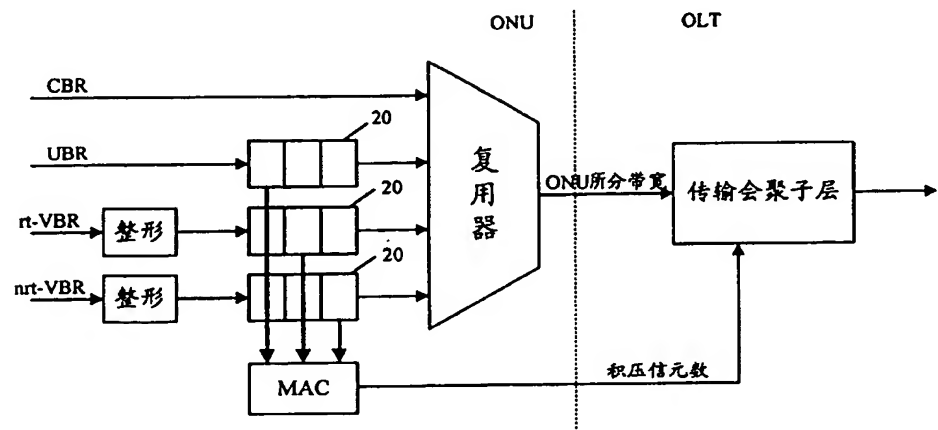 ONU
OLT
CBR
20
UBR
20
rt-VBR
整形
20
nrt-VBR
整形
复用器
ONU所分带宽
传输会聚子层
MAC
积压信元数